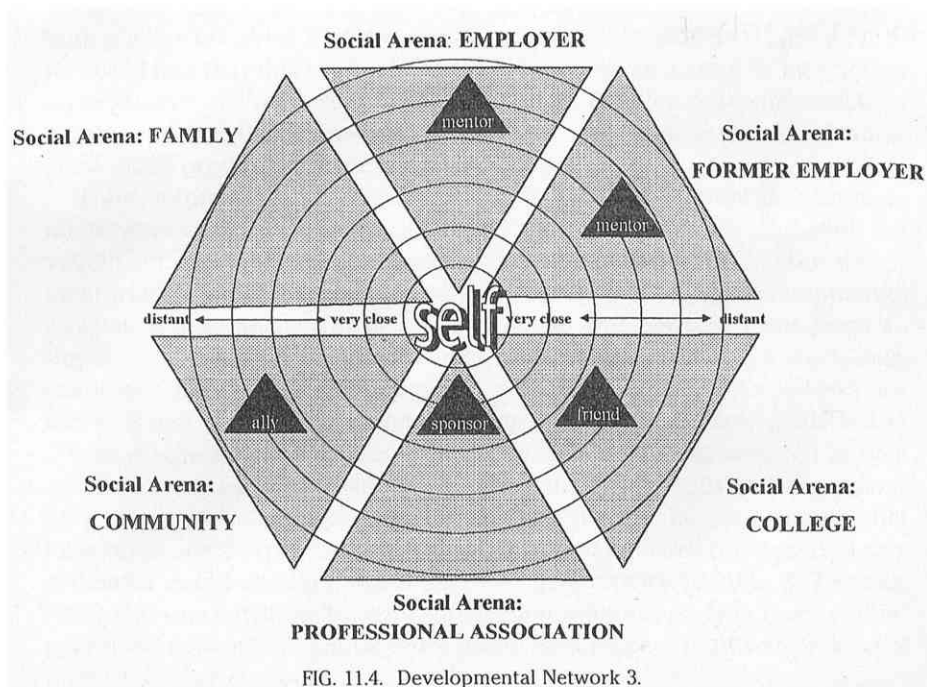 Social Arena: EMPLOYER
Social Arena: FAMILY
Social Arena:
FORMER EMPLOYER
mentor
mentor
distant very close self very close distant
ally sponsor friend
Social Arena:
COMMUNITY
Social Arena:
COLLEGE
Social Arena:
PROFESSIONAL ASSOCIATION
FIG. 11.4. Developmental Network 3.